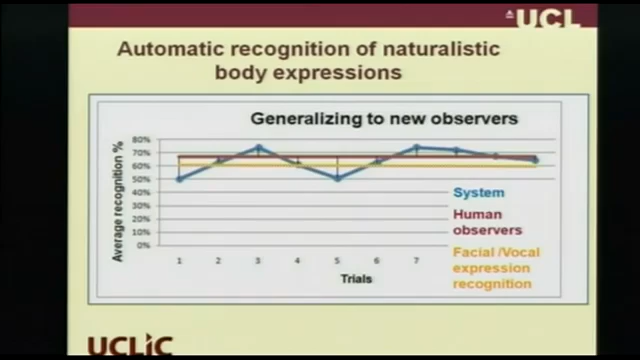 UCL
Automatic recognition of naturalistic
body expressions
Generalizing to new observers
Average recognition %
80%
70%
60%
50%
40%
30%
20%
10%
0%
1 2 3 4 5 6 7
Trials
System
Human
observers
Facial /Vocal
expression
recognition
UCLIC